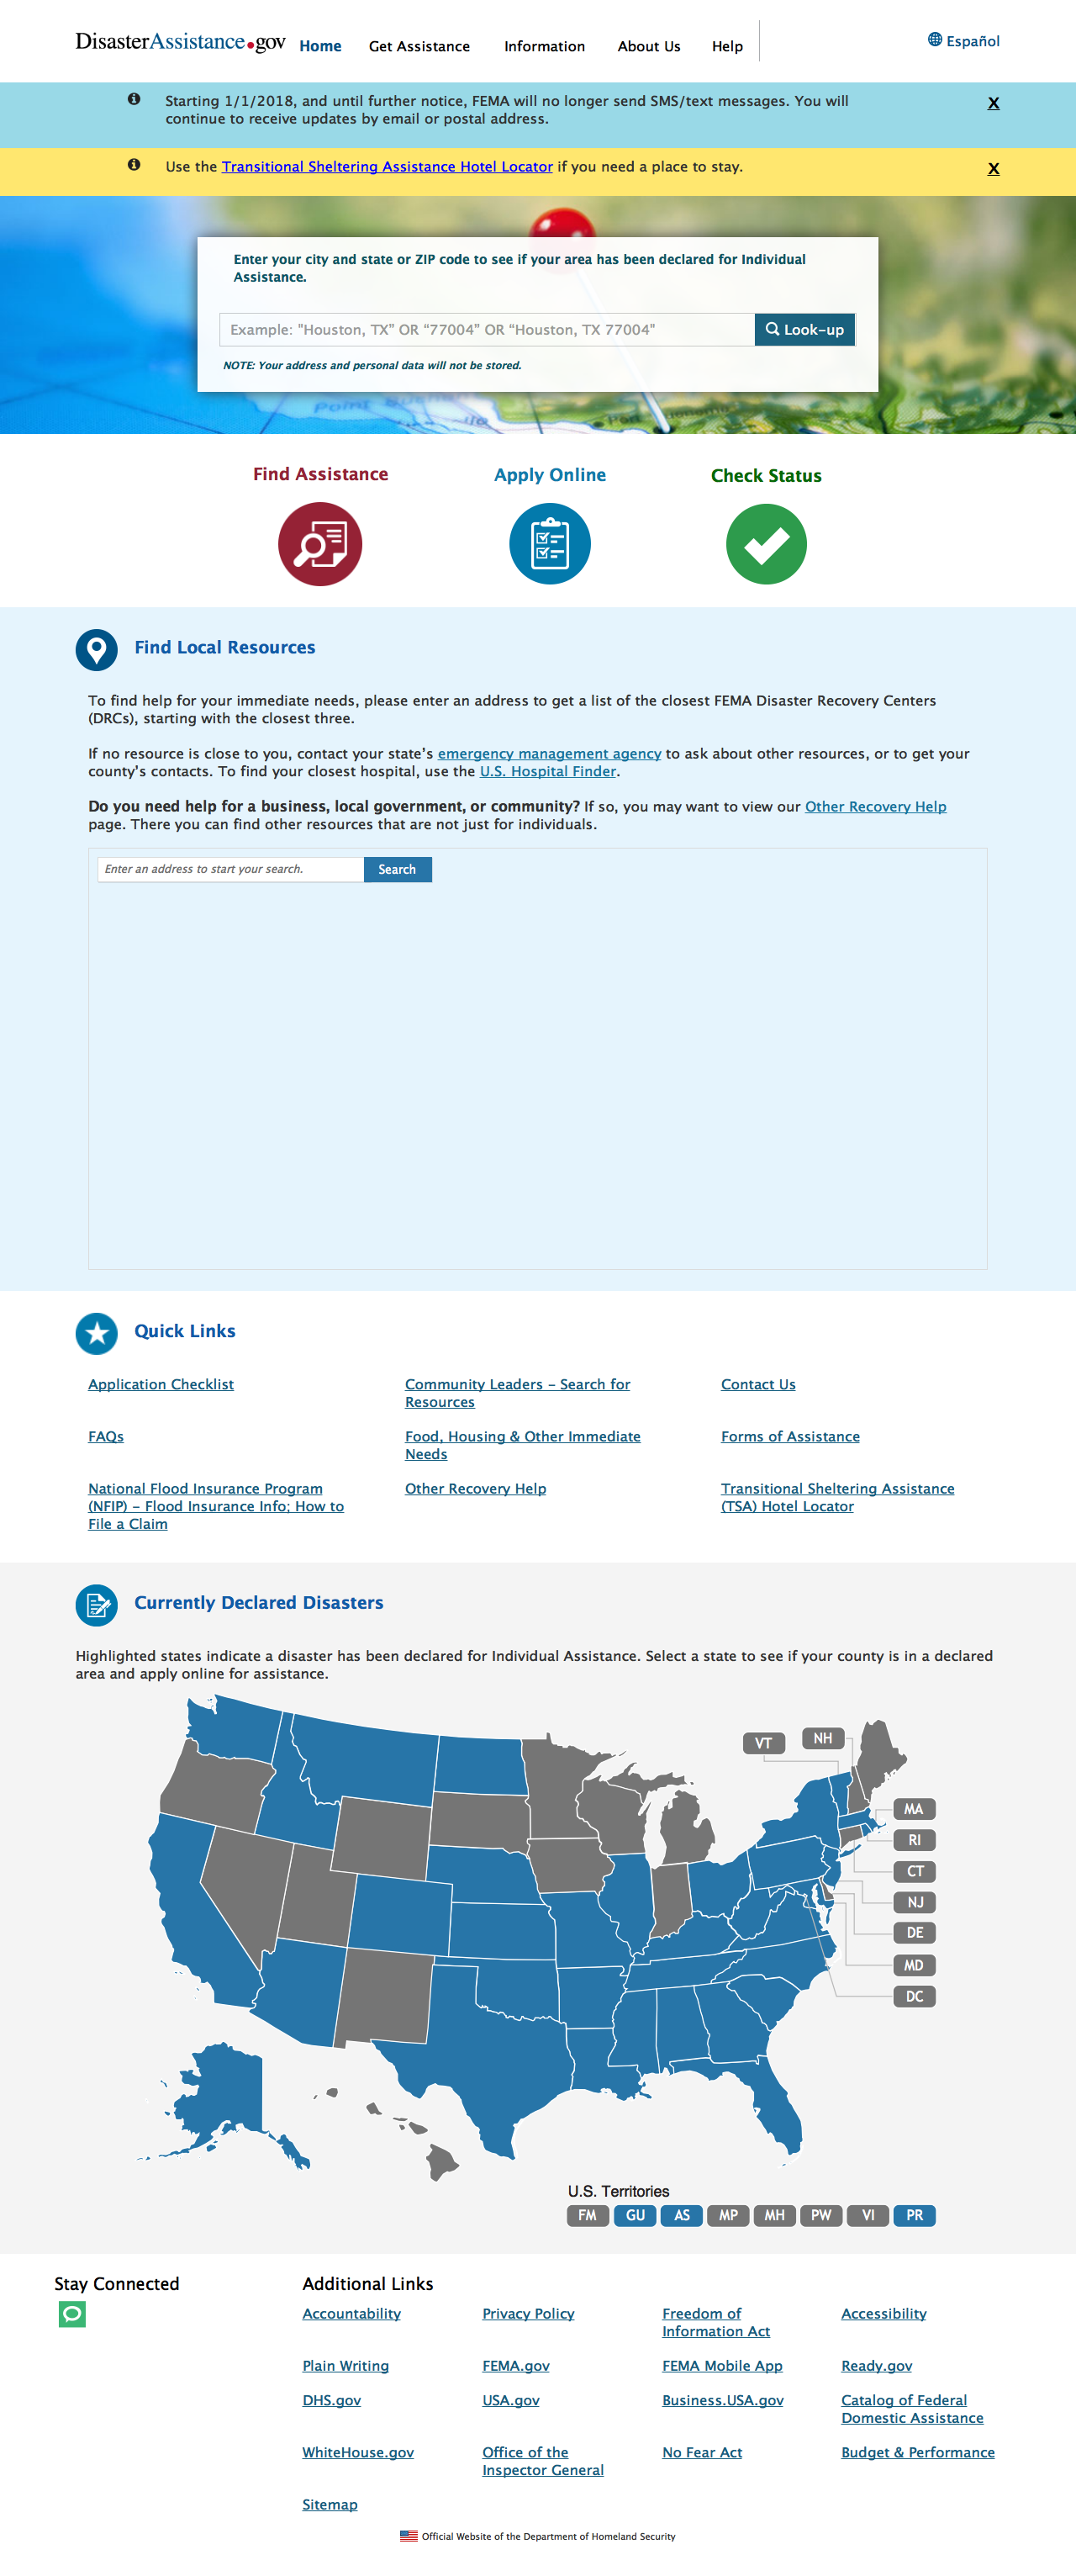 DisasterAssistance.gov
Home
Get Assistance
Information
About Us
Help
Español
Starting 1/1/2018, and until further notice, FEMA will no longer send SMS/text messages. You will
continue to receive updates by email or postal address.
X
Use the Transitional Sheltering Assistance Hotel Locator if you need a place to stay.
X
Enter your city and state or ZIP code to see if your area has been declared for Individual
Assistance.
Example: "Houston, TX" OR "77004" OR "Houston, TX 77004"
Look-up
NOTE: Your address and personal data will not be stored.
Find Assistance
Apply Online
Check Status
Find Local Resources
To find help for your immediate needs, please enter an address to get a list of the closest FEMA Disaster Recovery Centers
(DRCs), starting with the closest three.
If no resource is close to you, contact your state's emergency management agency to ask about other resources, or to get your
county's contacts. To find your closest hospital, use the U.S. Hospital Finder.
Do you need help for a business, local government, or community? If so, you may want to view our Other Recovery Help
page. There you can find other resources that are not just for individuals.
Enter an address to start your search.
Search
Quick Links
Application Checklist
Community Leaders - Search for
Resources
Contact Us
FAQs
Food, Housing & Other Immediate
Needs
Forms of Assistance
National Flood Insurance Program
(NFIP) - Flood Insurance Info; How to
File a Claim
Other Recovery Help
Transitional Sheltering Assistance
(TSA) Hotel Locator
Currently Declared Disasters
Highlighted states indicate a disaster has been declared for Individual Assistance. Select a state to see if your county is in a declared
area and apply online for assistance.
VT
NH
MA
RI
CT
NJ
DE
MD
DC
U.S. Territories
FM
GU
AS
MP
MH
PW
VI
PR
Stay Connected
Additional Links
Accountability
Privacy Policy
Freedom of
Information Act
Accessibility
Plain Writing
FEMA.gov
FEMA Mobile App
Ready.gov
DHS.gov
USA.gov
Business.USA.gov
Catalog of Federal
Domestic Assistance
WhiteHouse.gov
Office of the
Inspector General
No Fear Act
Budget & Performance
Sitemap
Official Website of the Department of Homeland Security